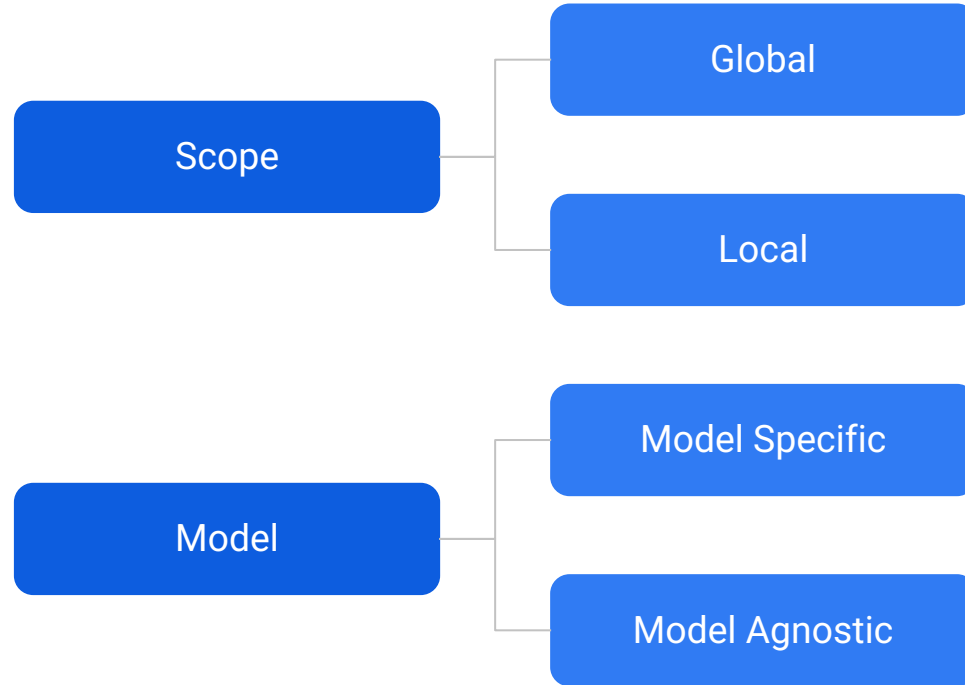 Global
Scope
Local
Model Specific
Model
Model Agnostic